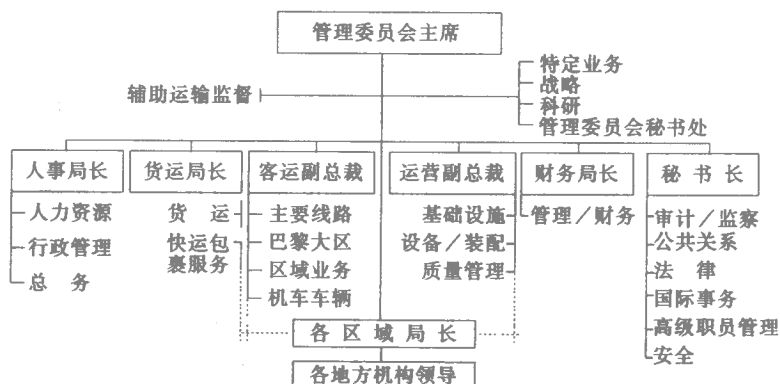 管理委员会主席
特定业务
辅助运输监督
战略
科研
管理委员会秘书处
人事局长
货运局长
客运副总裁
运营副总裁
财务局长
秘 书 长
人力资源
行政管理
总 务
货 运
快运包
裹服务
主要线路
巴黎大区
区域业务
机车车辆
基础设施
设备／装配
质量管理
管理／财务
审计／监察
公共关系
法 律
国际事务
高级职员管理
安全
各 区 域 局 长
各地方机构领导